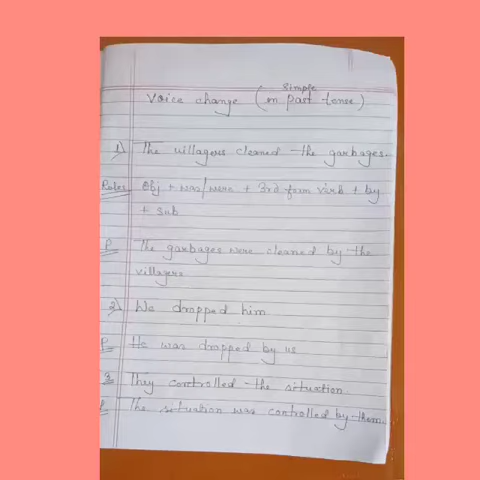 simple
Voice change (on past tense)
1) The villagers cleaned the garbages.
Rules Obj + was/were + 3rd form virb + by
+ sub
P. The garbages were cleaned by the
villagers
2) We dropped him
P. He was dropped by us
3 They controlled the situation.
P. The situation was controlled by them.